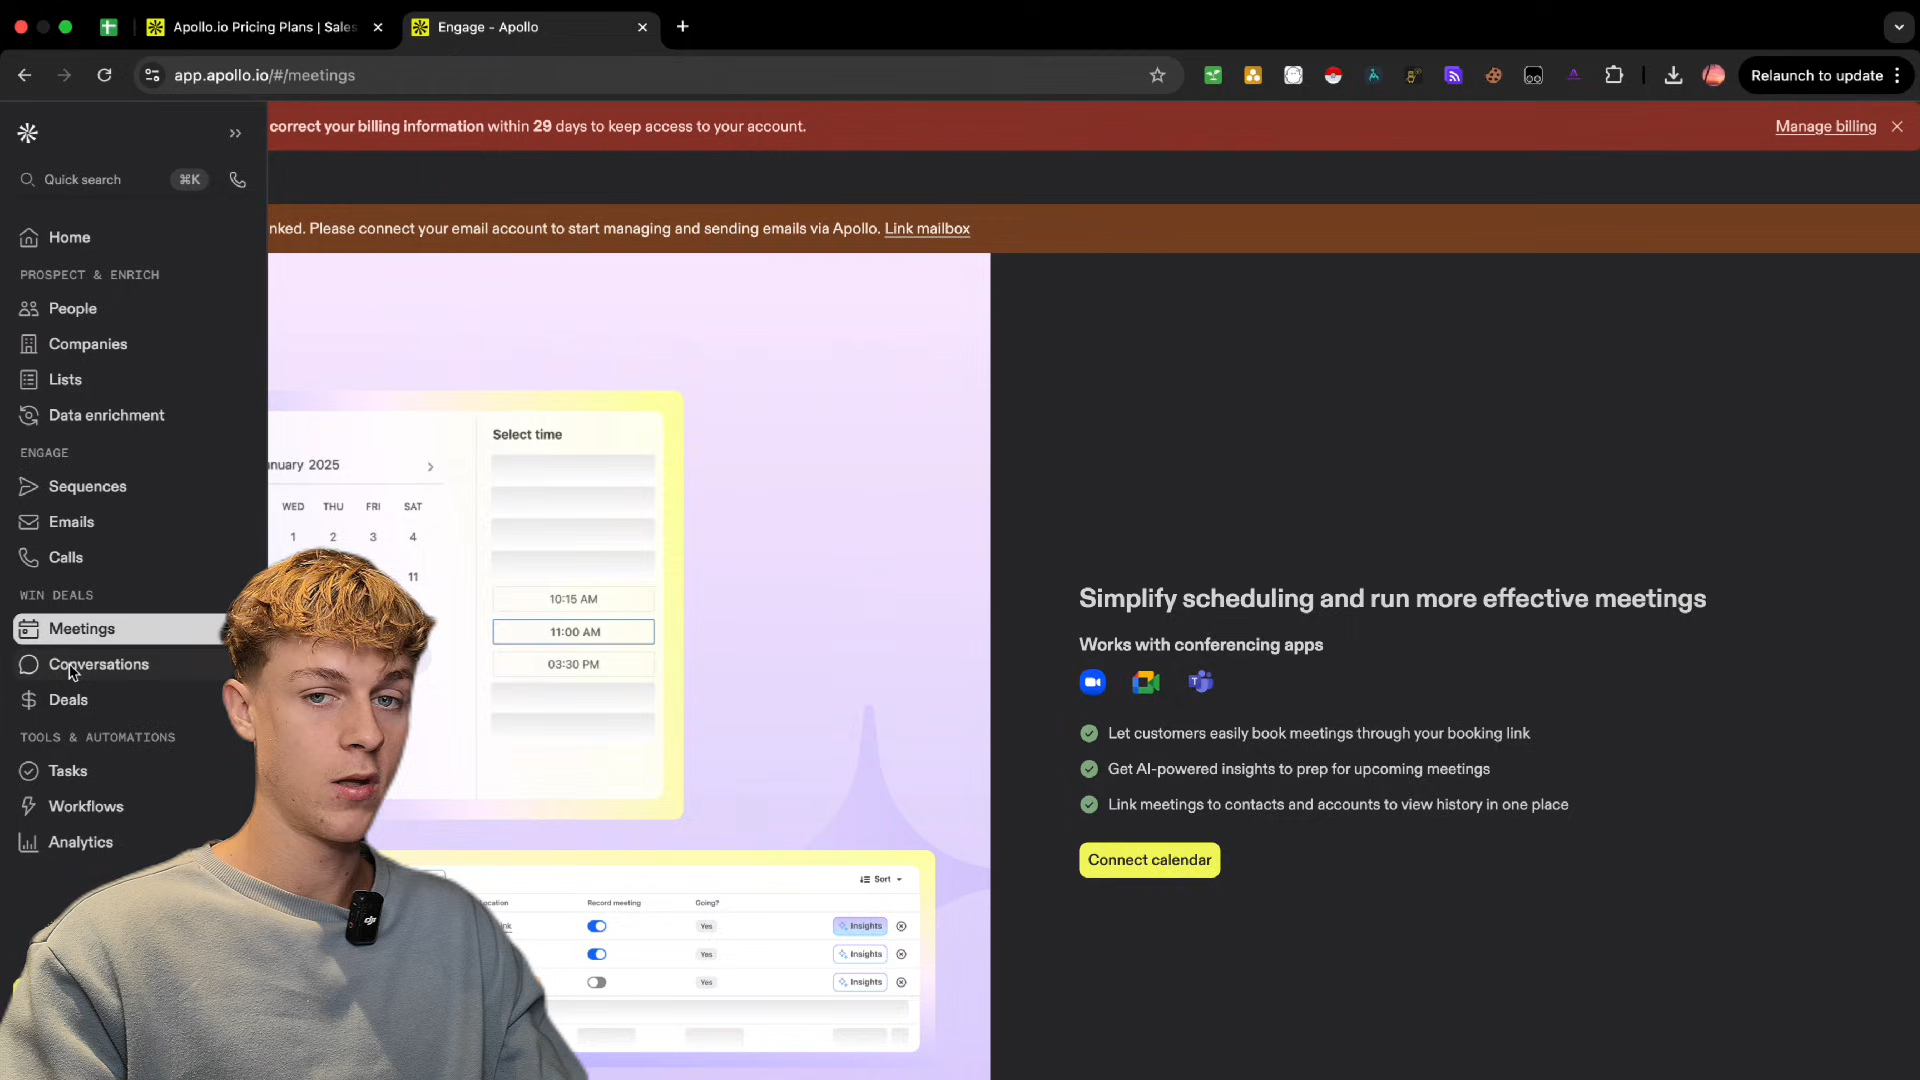 Apollo.io Pricing Plans | Sales
Engage - Apollo
app.apollo.io/#/meetings
Relaunch to update
correct your billing information within 29 days to keep access to your account.
Manage billing
Quick search
⌘K
nked. Please connect your email account to start managing and sending emails via Apollo. Link mailbox
Home
PROSPECT & ENRICH
People
Companies
Lists
Data enrichment
ENGAGE
Sequences
Emails
Calls
WIN DEALS
Meetings
Conversations
Deals
TOOLS & AUTOMATIONS
Tasks
Workflows
Analytics
Select time
nuary 2025
WED THU FRI SAT
1 2 3 4
11
10:15 AM
11:00 AM
03:30 PM
Simplify scheduling and run more effective meetings
Works with conferencing apps
Let customers easily book meetings through your booking link
Get AI-powered insights to prep for upcoming meetings
Link meetings to contacts and accounts to view history in one place
Connect calendar
Sort
ocation Record meeting Going?
ink Yes Insights
Yes Insights
Yes Insights
dji